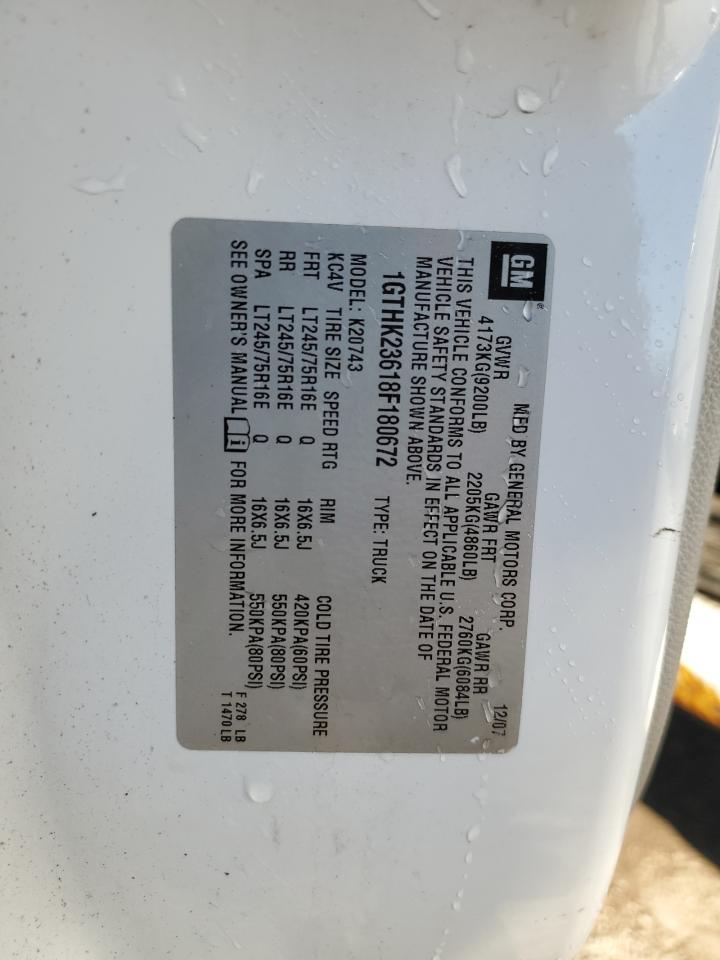 GM
MFD BY GENERAL MOTORS CORP. 12/07
GVWR GAWR FRT GAWR RR
4173KG(9200LB) 2205KG(4860LB) 2760KG(6084LB)
THIS VEHICLE CONFORMS TO ALL APPLICABLE U.S. FEDERAL MOTOR
VEHICLE SAFETY STANDARDS IN EFFECT ON THE DATE OF
MANUFACTURE SHOWN ABOVE.
1GTHK23618F180672 TYPE: TRUCK
MODEL: K20743
KC4V TIRE SIZE SPEED RTG RIM COLD TIRE PRESSURE
FRT LT245/75R16E Q 16X6.5J 420KPA(60PSI)
RR LT245/75R16E Q 16X6.5J 550KPA(80PSI)
SPA LT245/75R16E Q 16X6.5J 550KPA(80PSI)
SEE OWNER'S MANUAL i FOR MORE INFORMATION.
F 278 LB
T 1470 LB